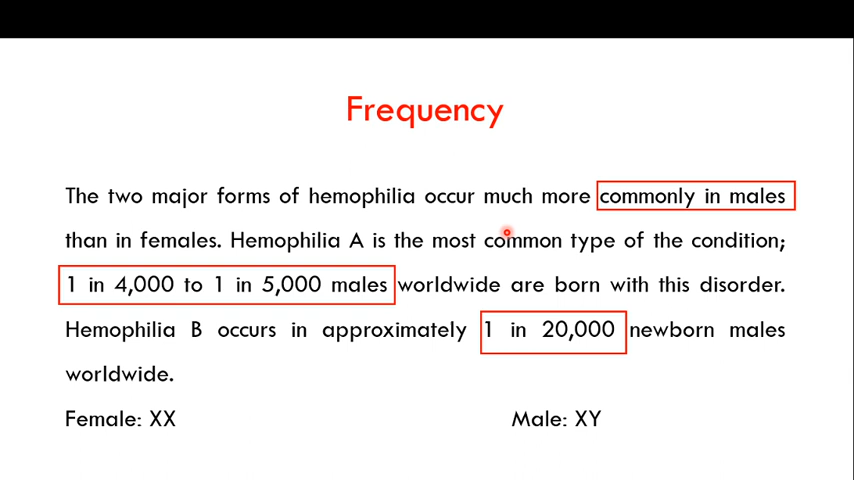 Frequency
The two major forms of hemophilia occur much more commonly in males
than in females. Hemophilia A is the most common type of the condition;
1 in 4,000 to 1 in 5,000 males worldwide are born with this disorder.
Hemophilia B occurs in approximately 1 in 20,000 newborn males
worldwide.
Female: XX Male: XY